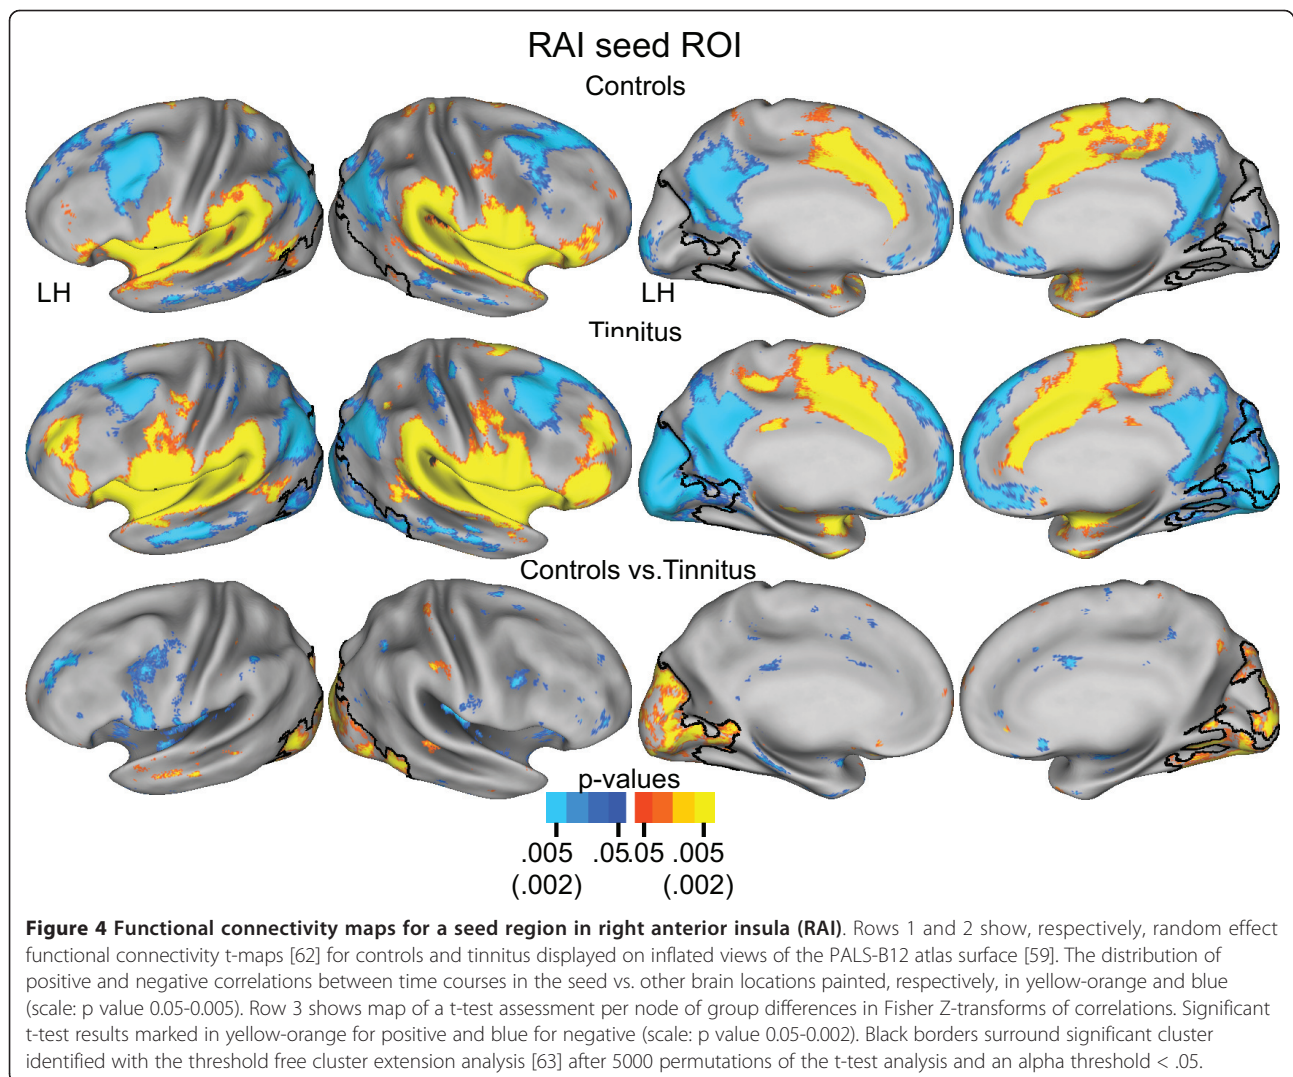 RAI seed ROI
Controls
LH LH
Tinnitus
Controls vs.Tinnitus
p-values
.005 .05 .05 .005
(.002) (.002)
Figure 4 Functional connectivity maps for a seed region in right anterior insula (RAI). Rows 1 and 2 show, respectively, random effect
functional connectivity t-maps [62] for controls and tinnitus displayed on inflated views of the PALS-B12 atlas surface [59]. The distribution of
positive and negative correlations between time courses in the seed vs. other brain locations painted, respectively, in yellow-orange and blue
(scale: p value 0.05-0.005). Row 3 shows map of a t-test assessment per node of group differences in Fisher Z-transforms of correlations. Significant
t-test results marked in yellow-orange for positive and blue for negative (scale: p value 0.05-0.002). Black borders surround significant cluster
identified with the threshold free cluster extension analysis [63] after 5000 permutations of the t-test analysis and an alpha threshold < .05.